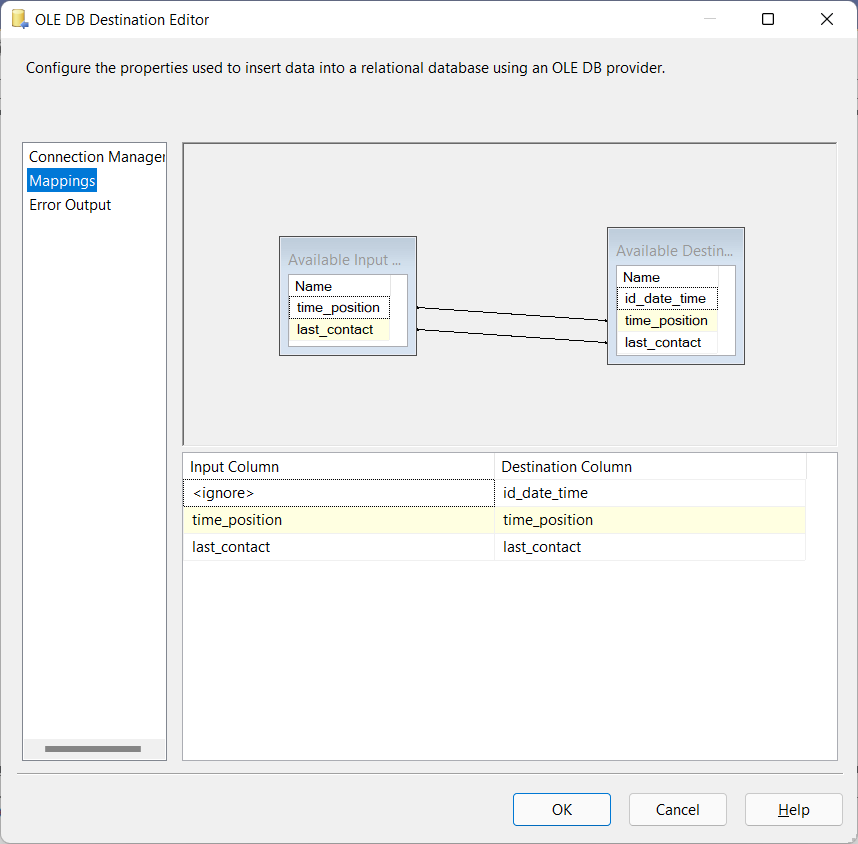 OLE DB Destination Editor
Configure the properties used to insert data into a relational database using an OLE DB provider.
Connection Manager
Mappings
Error Output
Available Input ...
Name
time_position
last_contact
Available Destin...
Name
id_date_time
time_position
last_contact
Input Column Destination Column
<ignore> id_date_time
time_position time_position
last_contact last_contact
OK Cancel Help